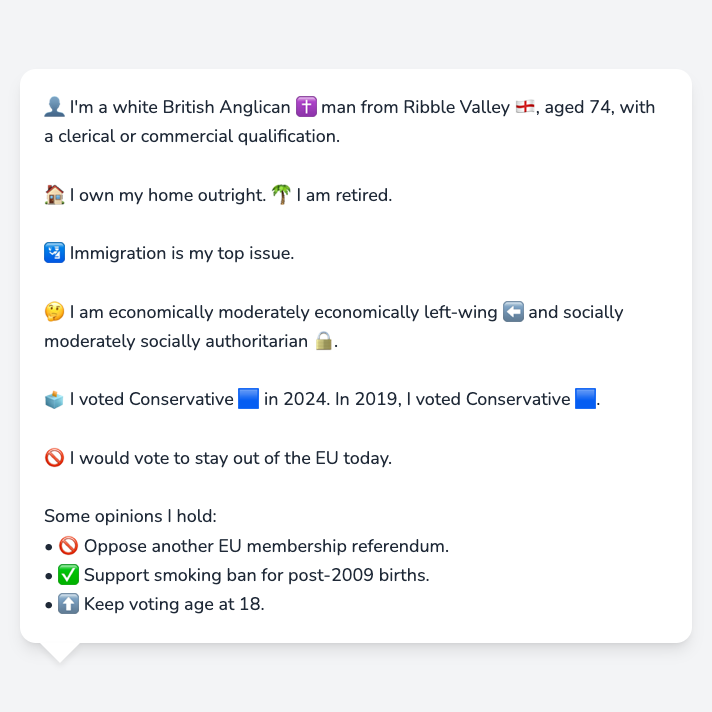 👤 I'm a white British Anglican ✝️ man from Ribble Valley 🏴󠁧󠁢󠁥󠁮󠁧󠁿, aged 74, with
a clerical or commercial qualification.
🏠 I own my home outright. 🌴 I am retired.
🛂 Immigration is my top issue.
🤔 I am economically moderately economically left-wing ⬅️ and socially
moderately socially authoritarian 🔒.
🗳️ I voted Conservative 🟦 in 2024. In 2019, I voted Conservative 🟦.
🚫 I would vote to stay out of the EU today.
Some opinions I hold:
• 🚫 Oppose another EU membership referendum.
• ✅ Support smoking ban for post-2009 births.
• ⬆️ Keep voting age at 18.